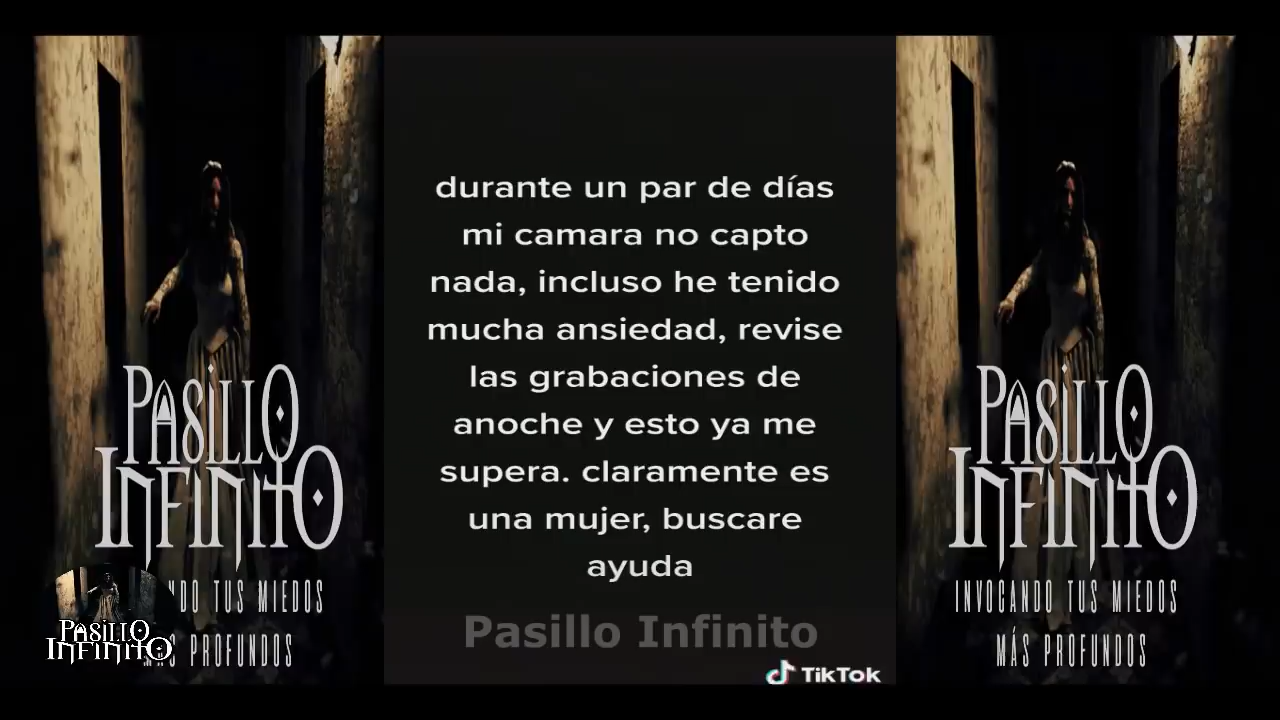 durante un par de días
mi camara no capto
nada, incluso he tenido
mucha ansiedad, revise
las grabaciones de
anoche y esto ya me
supera. claramente es
una mujer, buscare
ayuda
Pasillo Infinito
TikTok
PASILLO
INFINITO
NDO TUS MIEDOS
MÁS PROFUNDOS
PASILLO
INFINITO
PASILLO
INFINITO
INVOCANDO TUS MIEDOS
MÁS PROFUNDOS